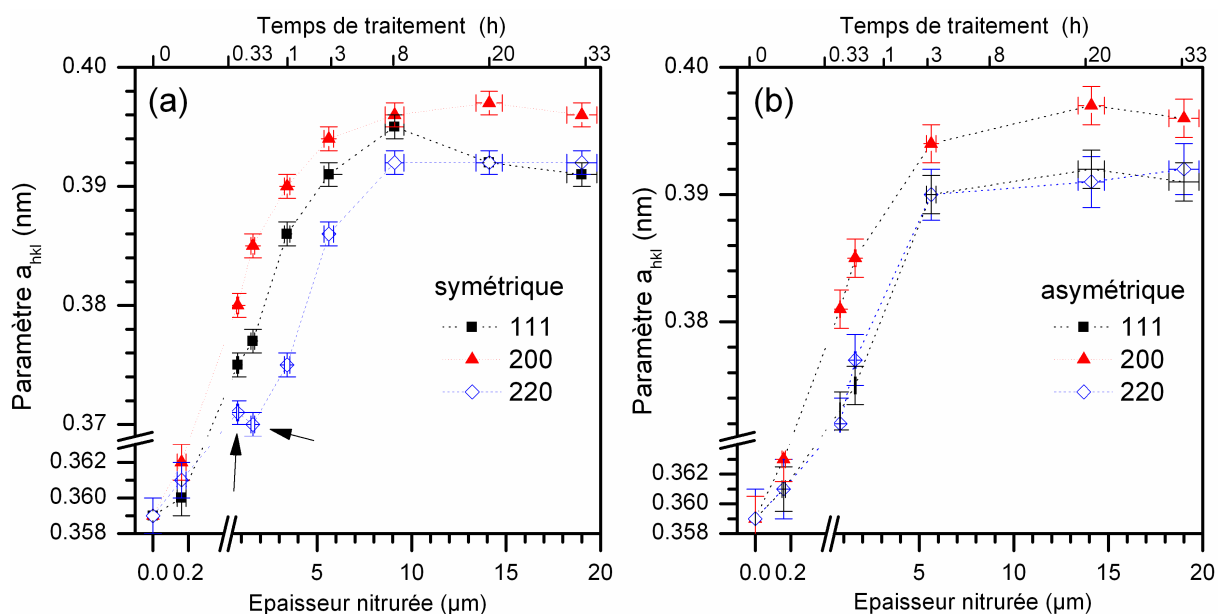 Temps de traitement (h)
0 0.33 1 3 8 20 33
(a)
Paramètre a_hkl (nm)
0.40
0.39
0.38
0.37
0.362
0.360
0.358
symétrique
111
200
220
0.0 0.2 5 10 15 20
Epaisseur nitrurée (µm)
Temps de traitement (h)
0 0.33 1 3 8 20 33
(b)
Paramètre a_hkl (nm)
0.40
0.39
0.38
0.362
0.360
0.358
asymétrique
111
200
220
0.0 0.2 5 10 15 20
Epaisseur nitrurée (µm)